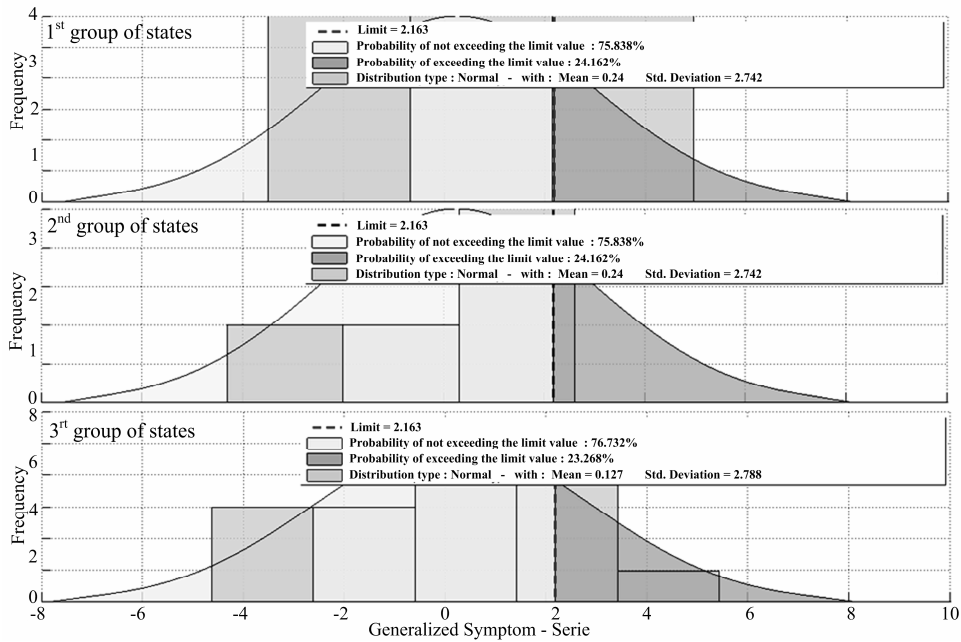 1st group of states
Limit = 2.163
Probability of not exceeding the limit value : 75.838%
Probability of exceeding the limit value : 24.162%
Distribution type : Normal - with : Mean = 0.24 Std. Deviation = 2.742
Frequency
4
3
2
1
0
2nd group of states
Limit = 2.163
Probability of not exceeding the limit value : 75.838%
Probability of exceeding the limit value : 24.162%
Distribution type : Normal - with : Mean = 0.24 Std. Deviation = 2.742
Frequency
3
2
1
0
3rt group of states
Limit = 2.163
Probability of not exceeding the limit value : 76.732%
Probability of exceeding the limit value : 23.268%
Distribution type : Normal - with : Mean = 0.127 Std. Deviation = 2.788
Frequency
8
6
4
2
0
-8 -6 -4 -2 0 2 4 6 8 10
Generalized Symptom - Serie